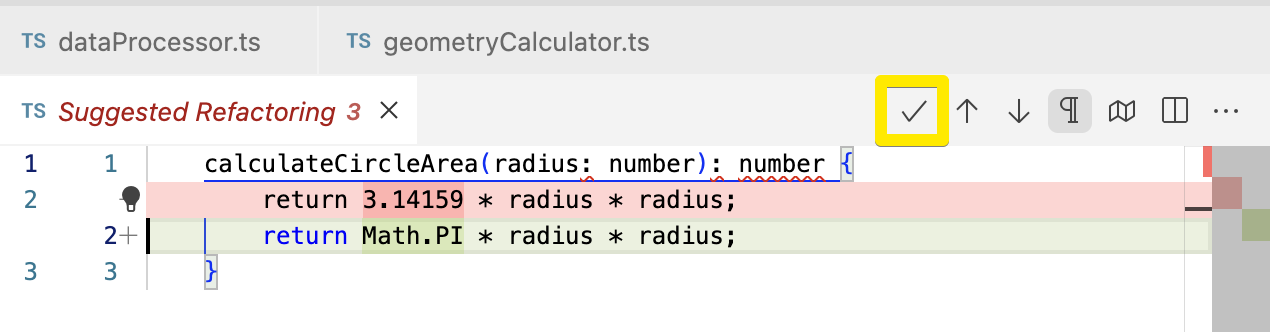 TS dataProcessor.ts TS geometryCalculator.ts
TS Suggested Refactoring 3
1 1 calculateCircleArea(radius: number): number {
2 return 3.14159 * radius * radius;
2+ return Math.PI * radius * radius;
3 3 }